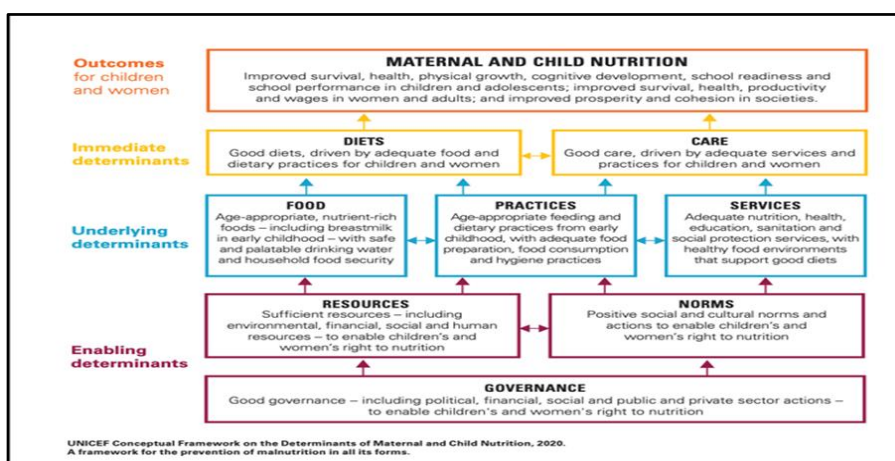 Outcomes
for children
and women
MATERNAL AND CHILD NUTRITION
Improved survival, health, physical growth, cognitive development, school readiness and
school performance in children and adolescents; improved survival, health, productivity
and wages in women and adults; and improved prosperity and cohesion in societies.
Immediate
determinants
DIETS
Good diets, driven by adequate food and
dietary practices for children and women
CARE
Good care, driven by adequate services and
practices for children and women
Underlying
determinants
FOOD
Age-appropriate, nutrient-rich
foods – including breastmilk
in early childhood – with safe
and palatable drinking water
and household food security
PRACTICES
Age-appropriate feeding and
dietary practices from early
childhood, with adequate food
preparation, food consumption
and hygiene practices
SERVICES
Adequate nutrition, health,
education, sanitation and
social protection services, with
healthy food environments
that support good diets
Enabling
determinants
RESOURCES
Sufficient resources – including
environmental, financial, social and human
resources – to enable children's and
women's right to nutrition
NORMS
Positive social and cultural norms and
actions to enable children's and
women's right to nutrition
GOVERNANCE
Good governance – including political, financial, social and public and private sector actions –
to enable children's and women's right to nutrition
UNICEF Conceptual Framework on the Determinants of Maternal and Child Nutrition, 2020.
A framework for the prevention of malnutrition in all its forms.